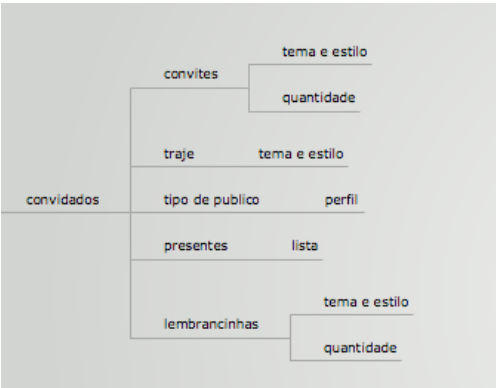 tema e estilo
convites
quantidade
traje tema e estilo
convidados tipo de publico perfil
presentes lista
tema e estilo
lembrancinhas
quantidade